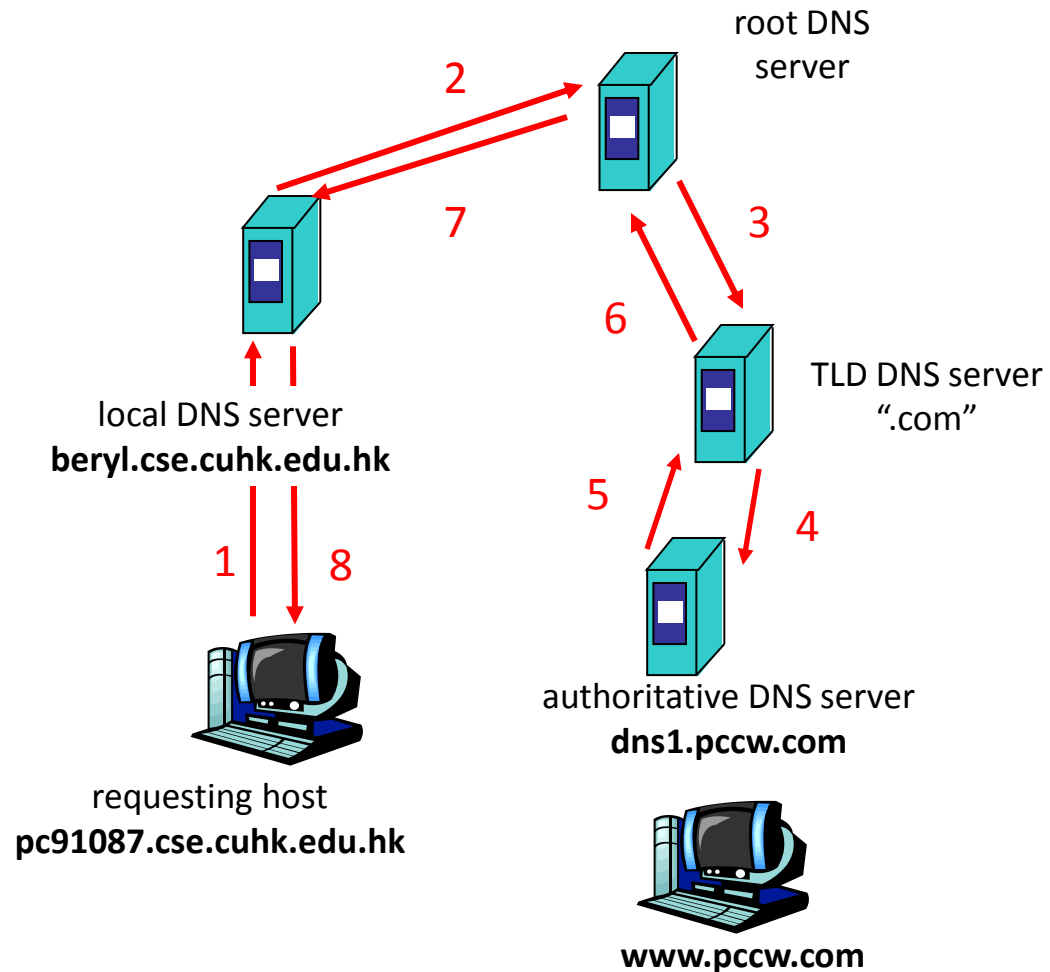 root DNS
server
2
7
3
6
TLD DNS server
“.com”
local DNS server
beryl.cse.cuhk.edu.hk
5
4
1
8
authoritative DNS server
dns1.pccw.com
requesting host
pc91087.cse.cuhk.edu.hk
www.pccw.com